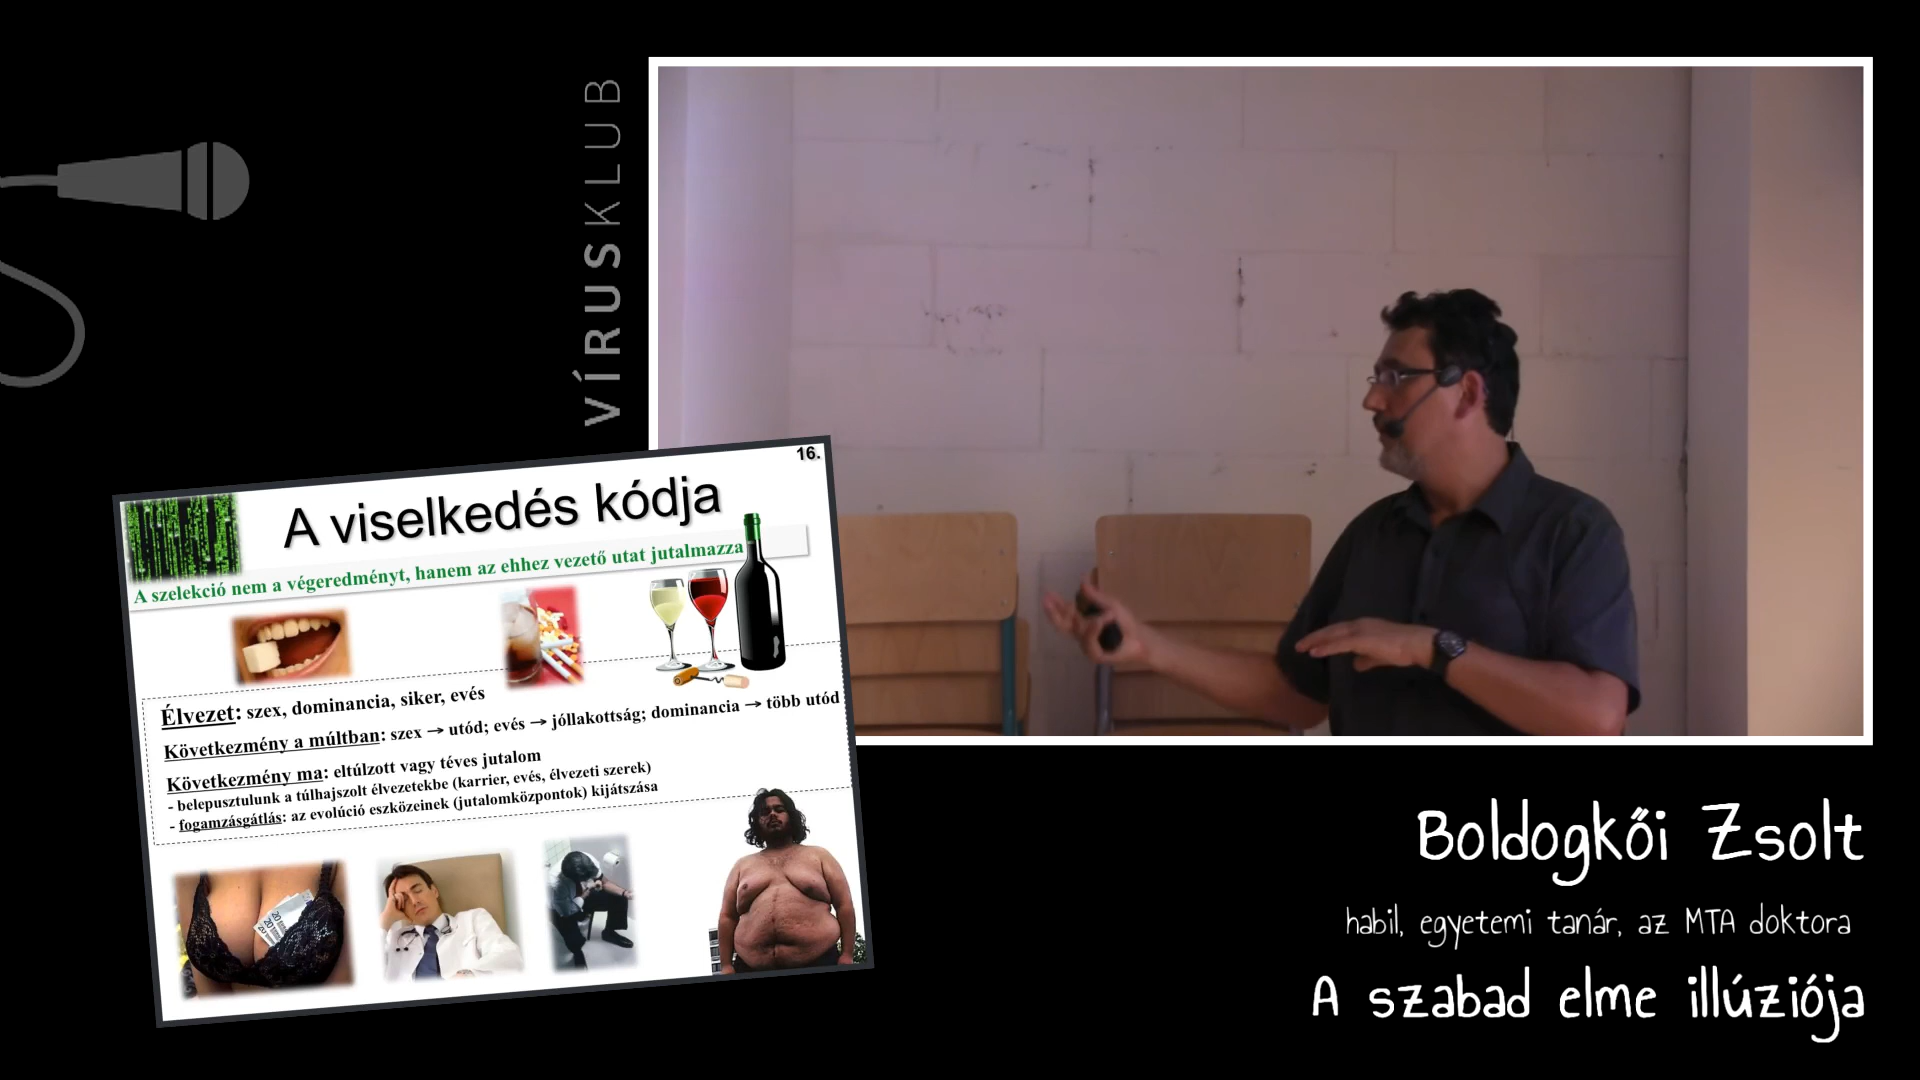 VÍRUSKLUB
16.
A viselkedés kódja
A szelekció nem a végeredményt, hanem az ehhez vezető utat jutalmazza
Élvezet: szex, dominancia, siker, evés
Következmény a múltban: szex → utód; evés → jóllakottság; dominancia → több utód
Következmény ma: eltúlzott vagy téves jutalom
- belepusztulunk a túlhajszolt élvezetekbe (karrier, evés, élvezeti szerek)
- fogamzásgátlás: az evolúció eszközeinek (jutalomközpontok) kijátszása
20
20
Boldogkői Zsolt
habil, egyetemi tanár, az MTA doktora
A szabad elme illúziója